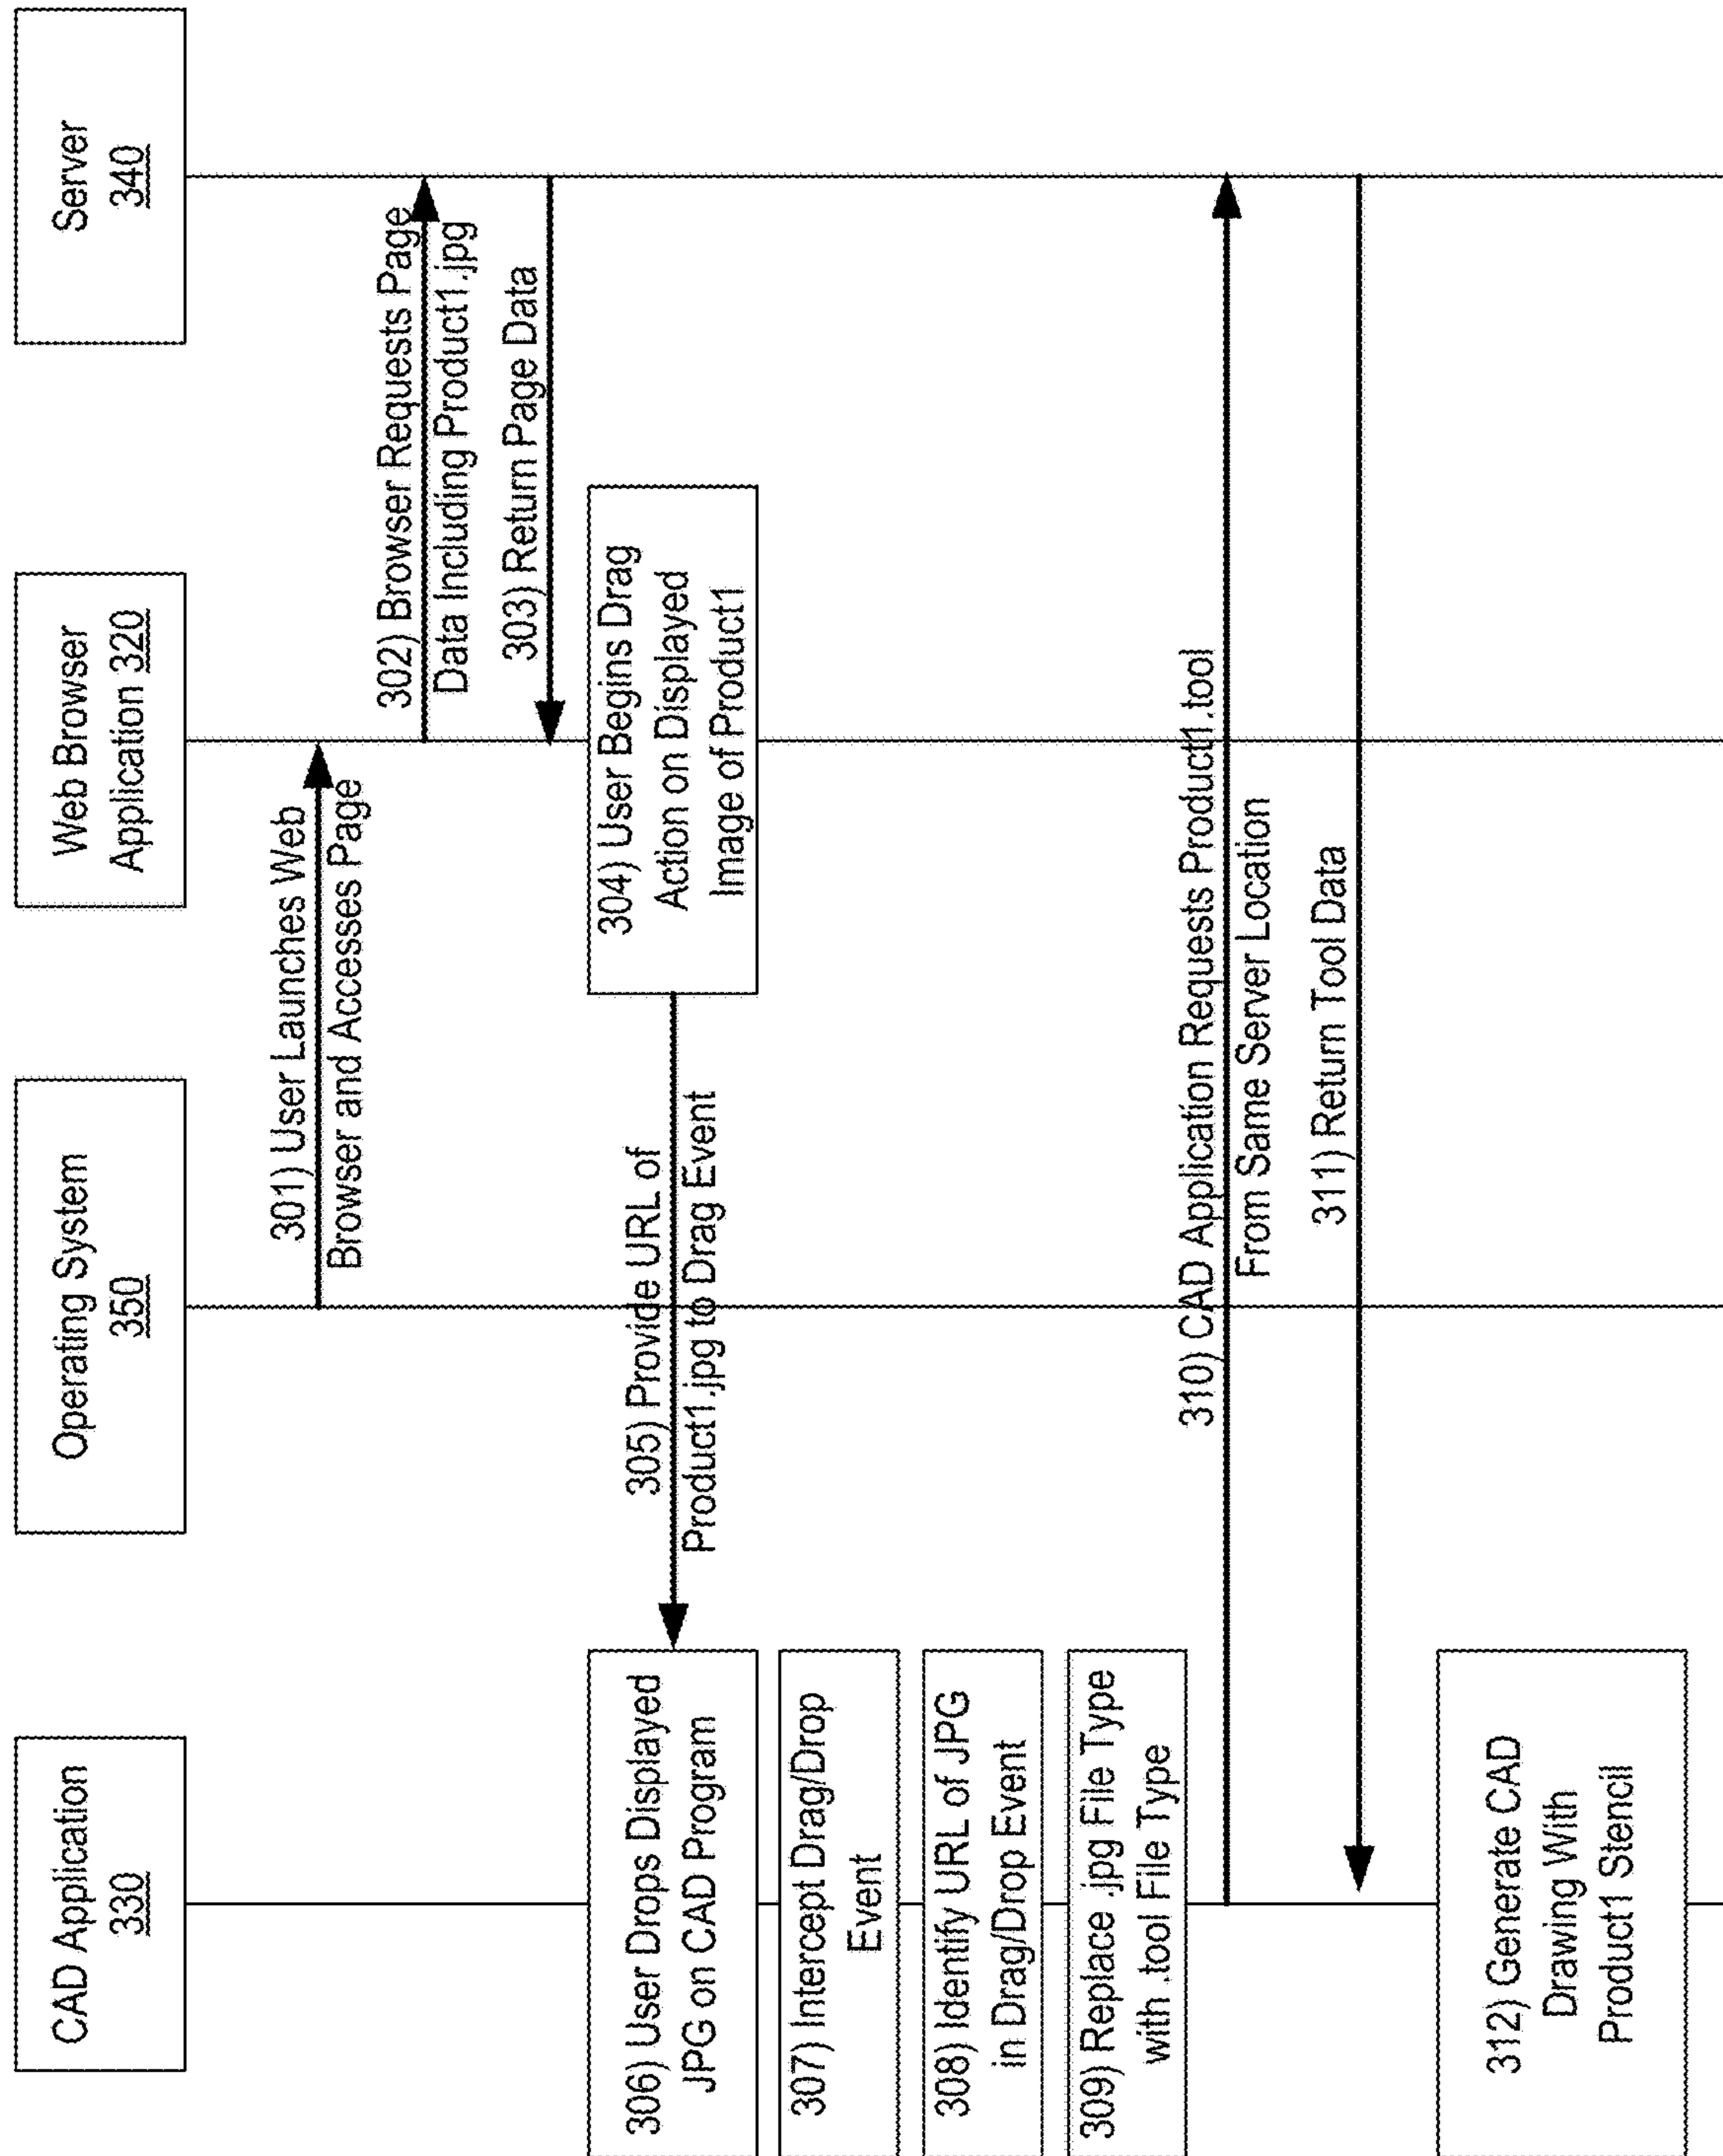 CAD Application
330
Operating System
350
Web Browser
Application 320
Server
340
301) User Launches Web
Browser and Accesses Page
302) Browser Requests Page
Data Including Product1.jpg
303) Return Page Data
304) User Begins Drag
Action on Displayed
Image of Product1
305) Provide URL of
Product1.jpg to Drag Event
306) User Drops Displayed
JPG on CAD Program
307) Intercept Drag/Drop
Event
308) Identify URL of JPG
in Drag/Drop Event
309) Replace .jpg File Type
with .tool File Type
310) CAD Application Requests Product1.tool
From Same Server Location
311) Return Tool Data
312) Generate CAD
Drawing With
Product1 Stencil